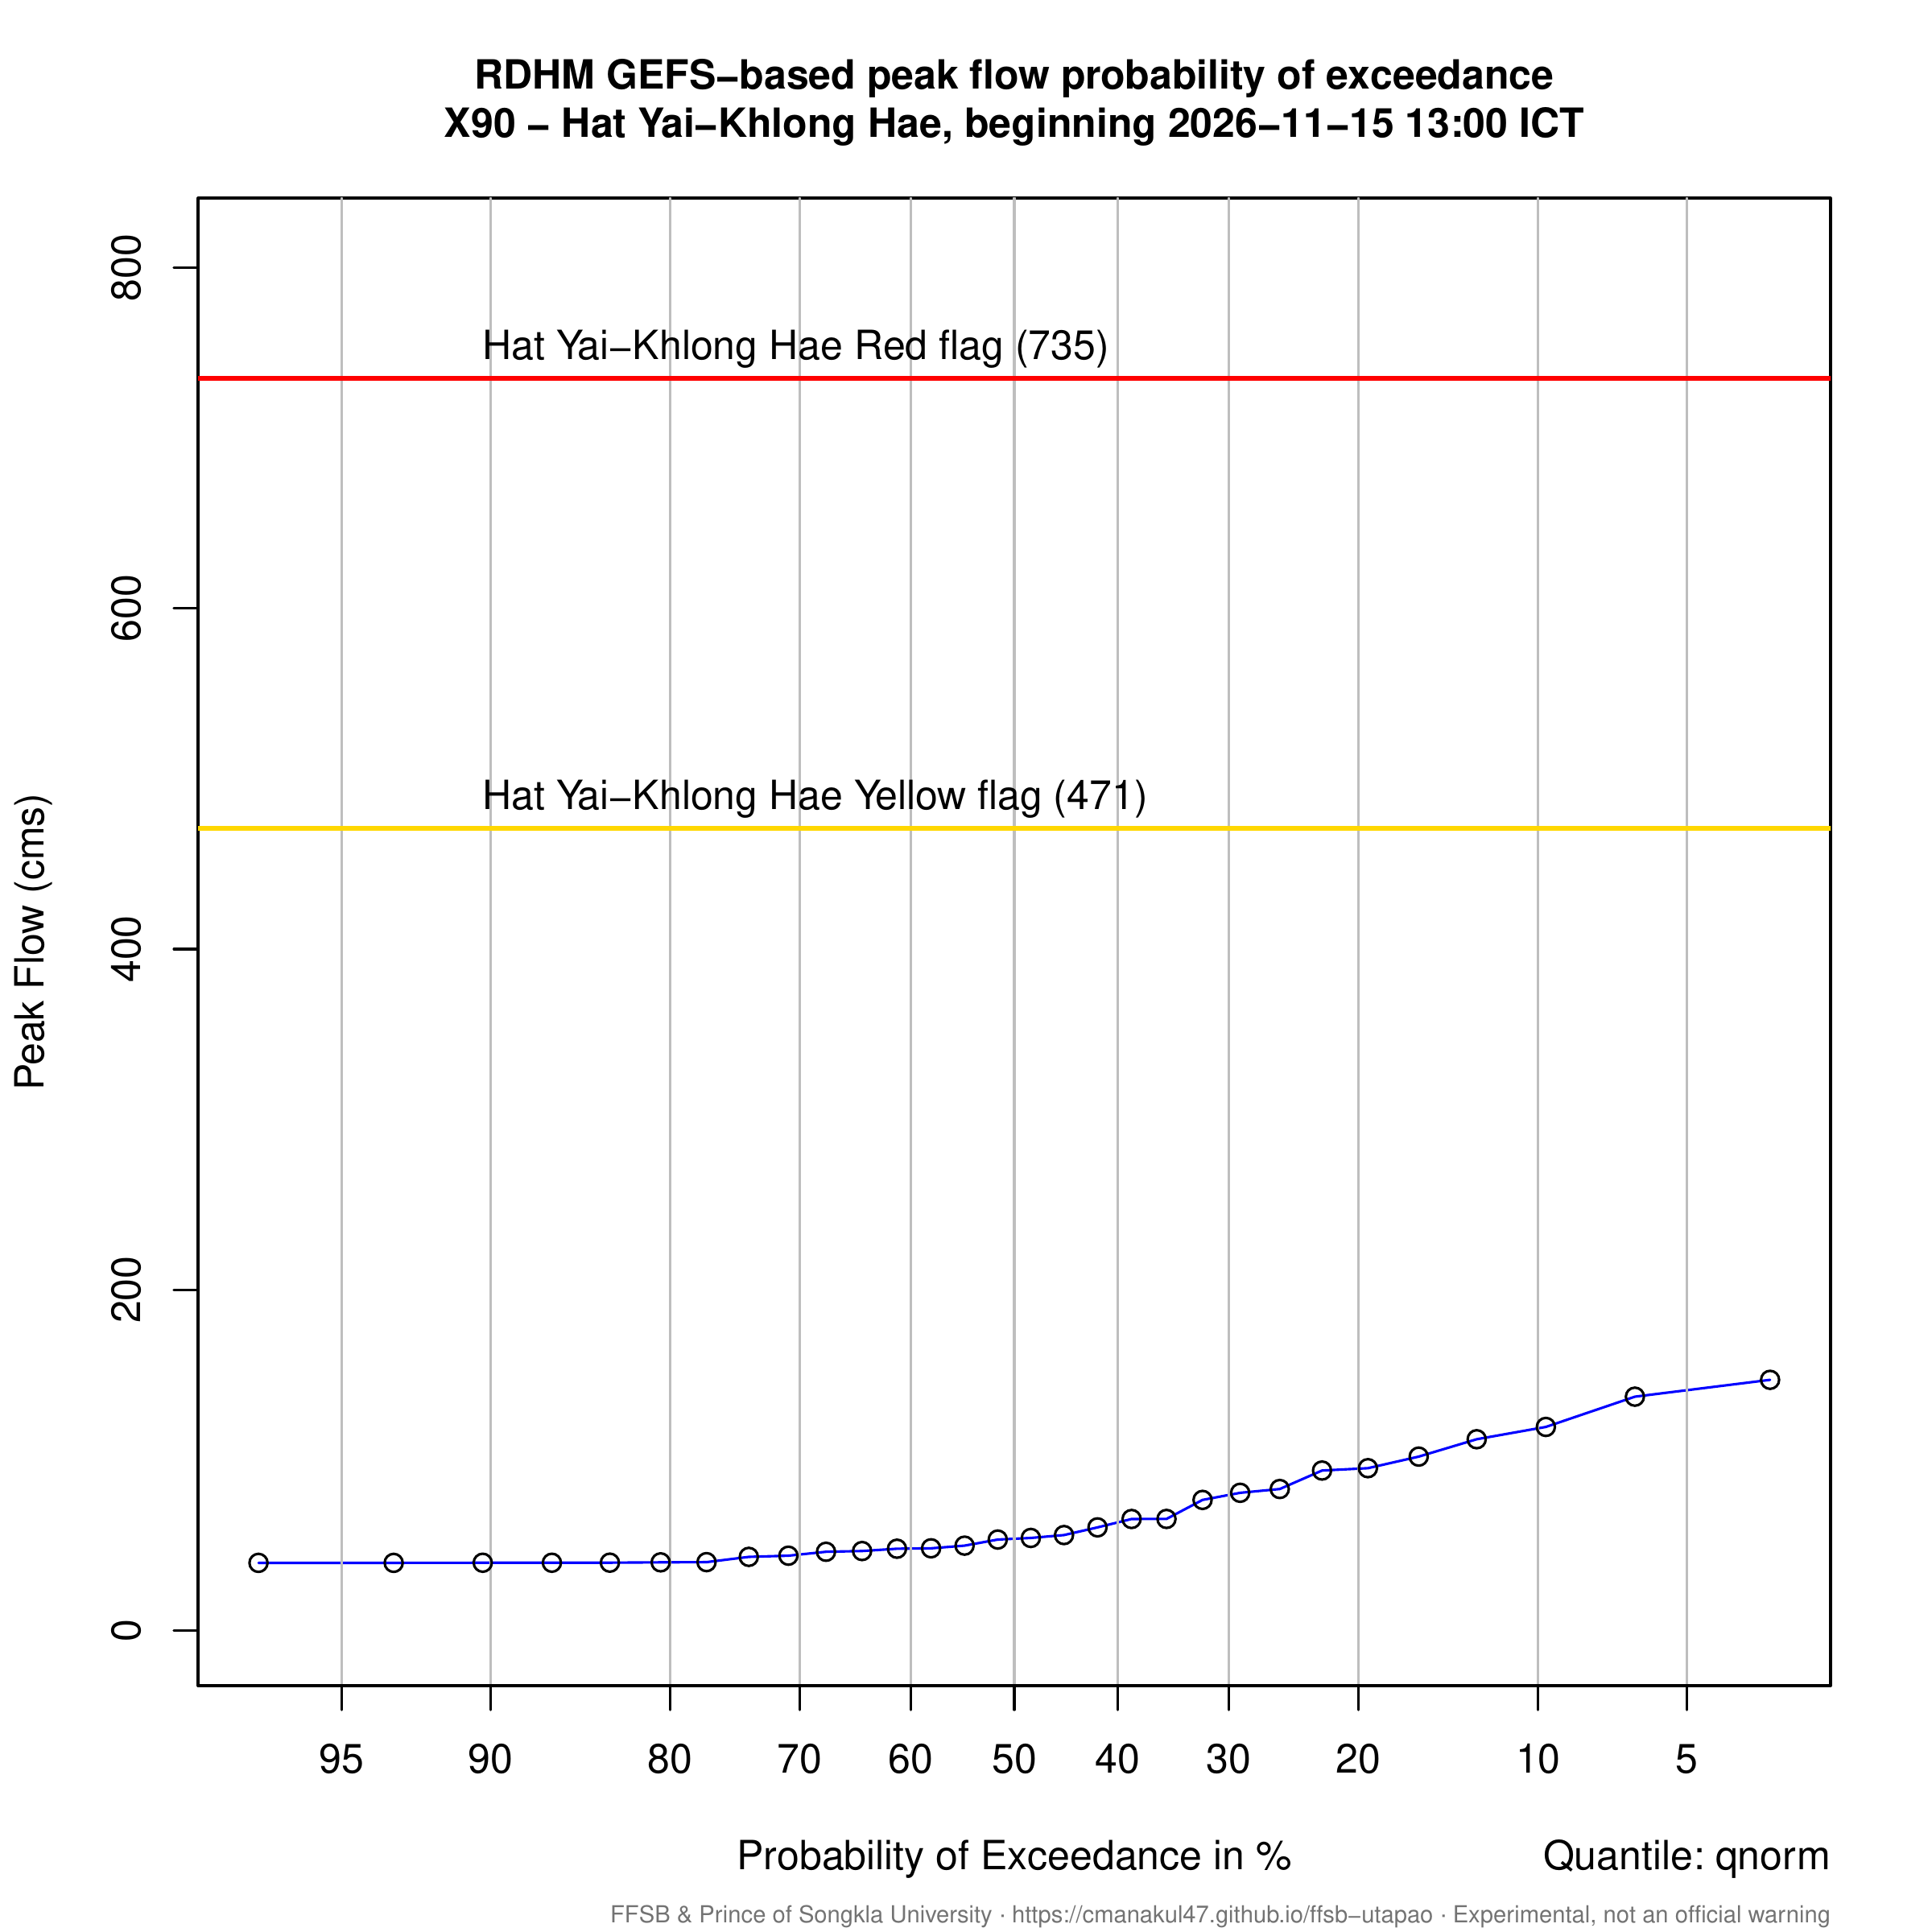 RDHM GEFS–based peak flow probability of exceedance
X90 – Hat Yai–Khlong Hae, beginning 2026–11–15 13:00 ICT
800
Hat Yai–Khlong Hae Red flag (735)
600
Hat Yai–Khlong Hae Yellow flag (471)
Peak Flow (cms)
400
200
0
95 90 80 70 60 50 40 30 20 10 5
Probability of Exceedance in %
Quantile: qnorm
FFSB & Prince of Songkla University · https://cmanakul47.github.io/ffsb–utapao · Experimental, not an official warning